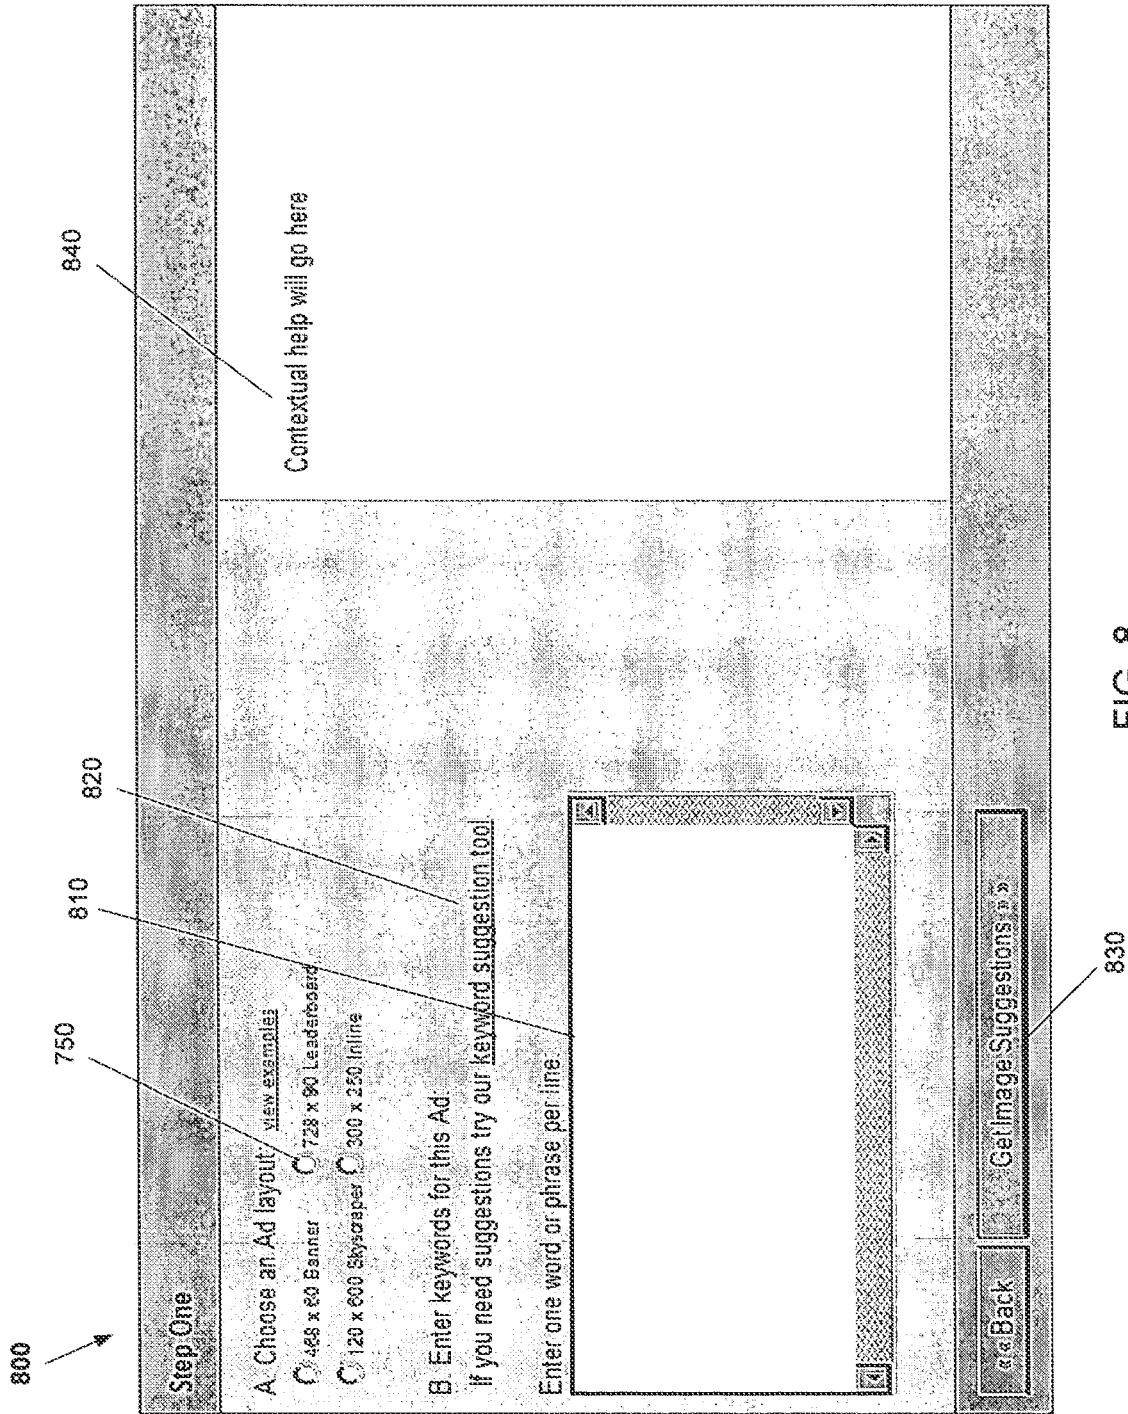 800
750
810
820
840
Step One
A. Choose an Ad layout: view examples
468 x 60 Banner 728 x 90 Leaderboard
120 x 600 Skyscraper 300 x 250 Inline
B. Enter keywords for this Ad.
If you need suggestions try our keyword suggestion tool.
Enter one word or phrase per line.
Contextual help will go here
««Back Get Image Suggestions »»
830
FIG. 8